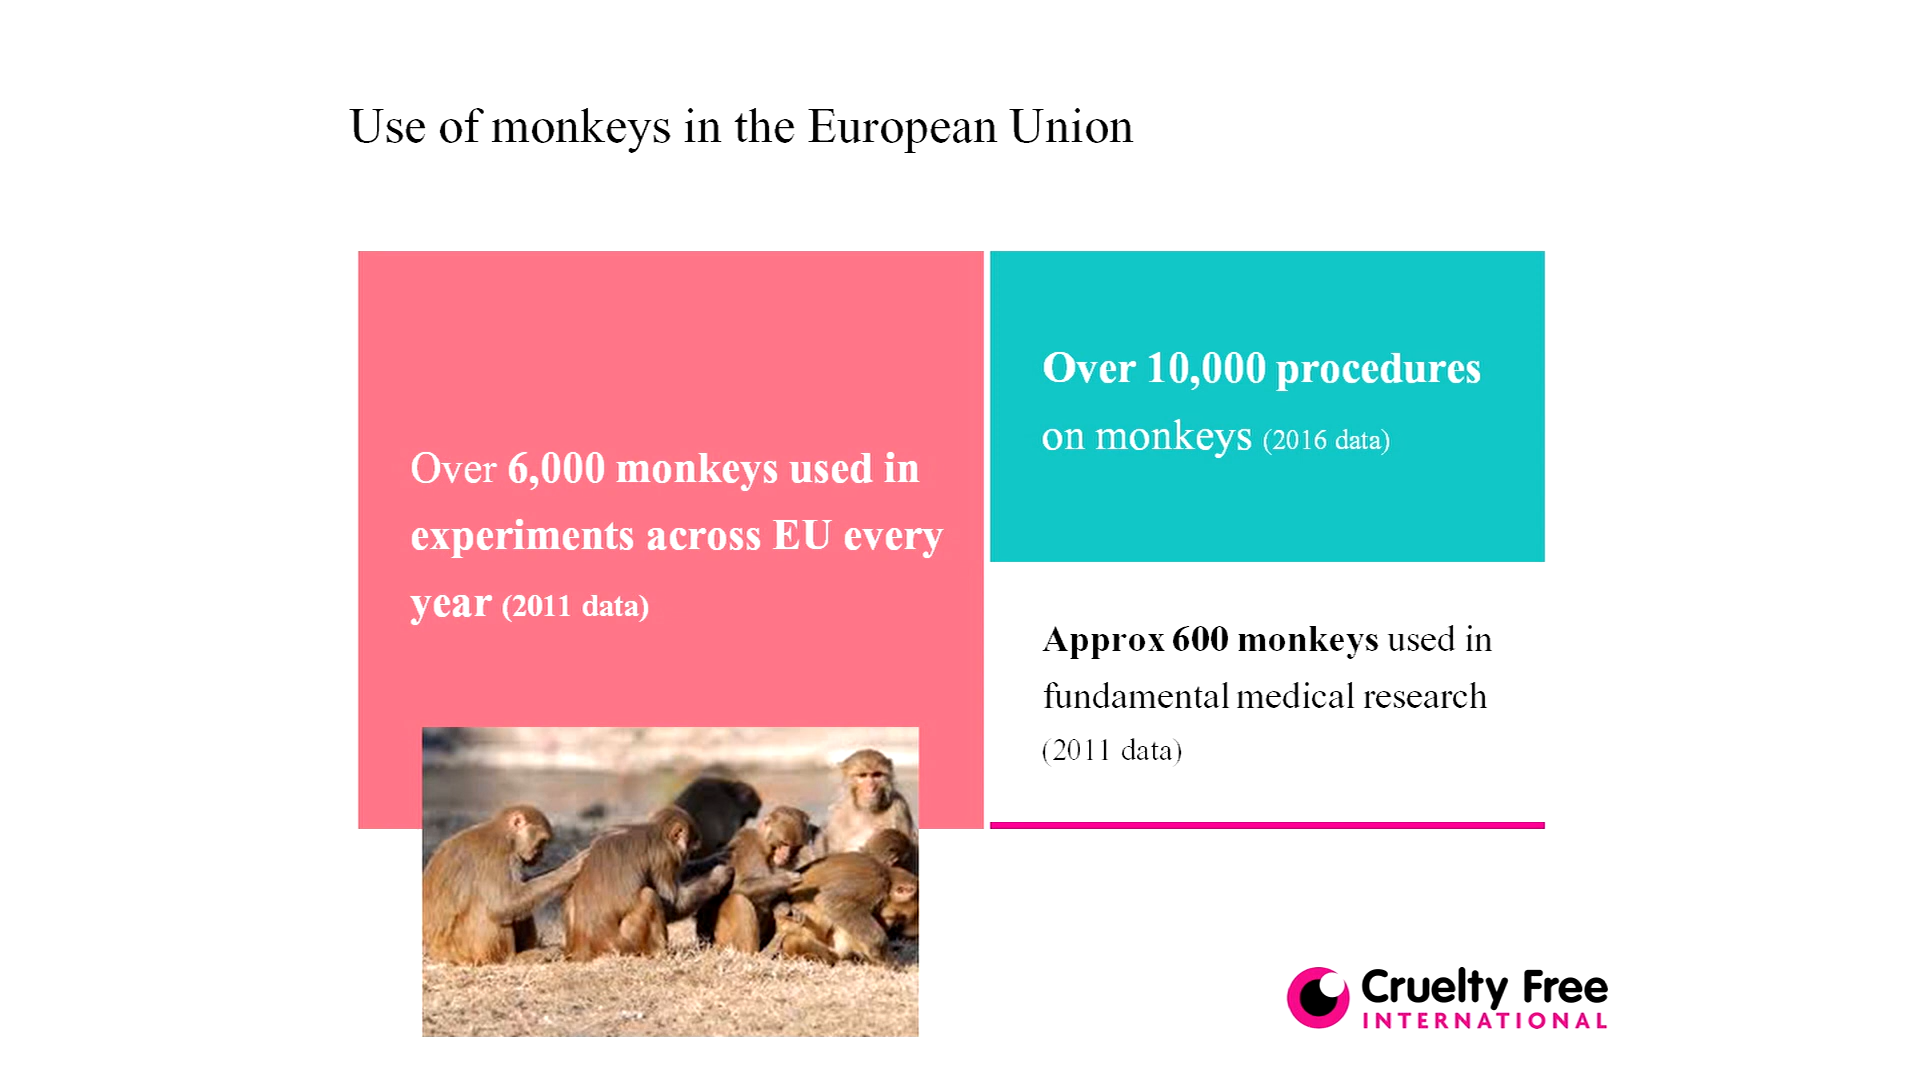 Use of monkeys in the European Union
Over 6,000 monkeys used in
experiments across EU every
year (2011 data)
Over 10,000 procedures
on monkeys (2016 data)
Approx 600 monkeys used in
fundamental medical research
(2011 data)
Cruelty Free
INTERNATIONAL